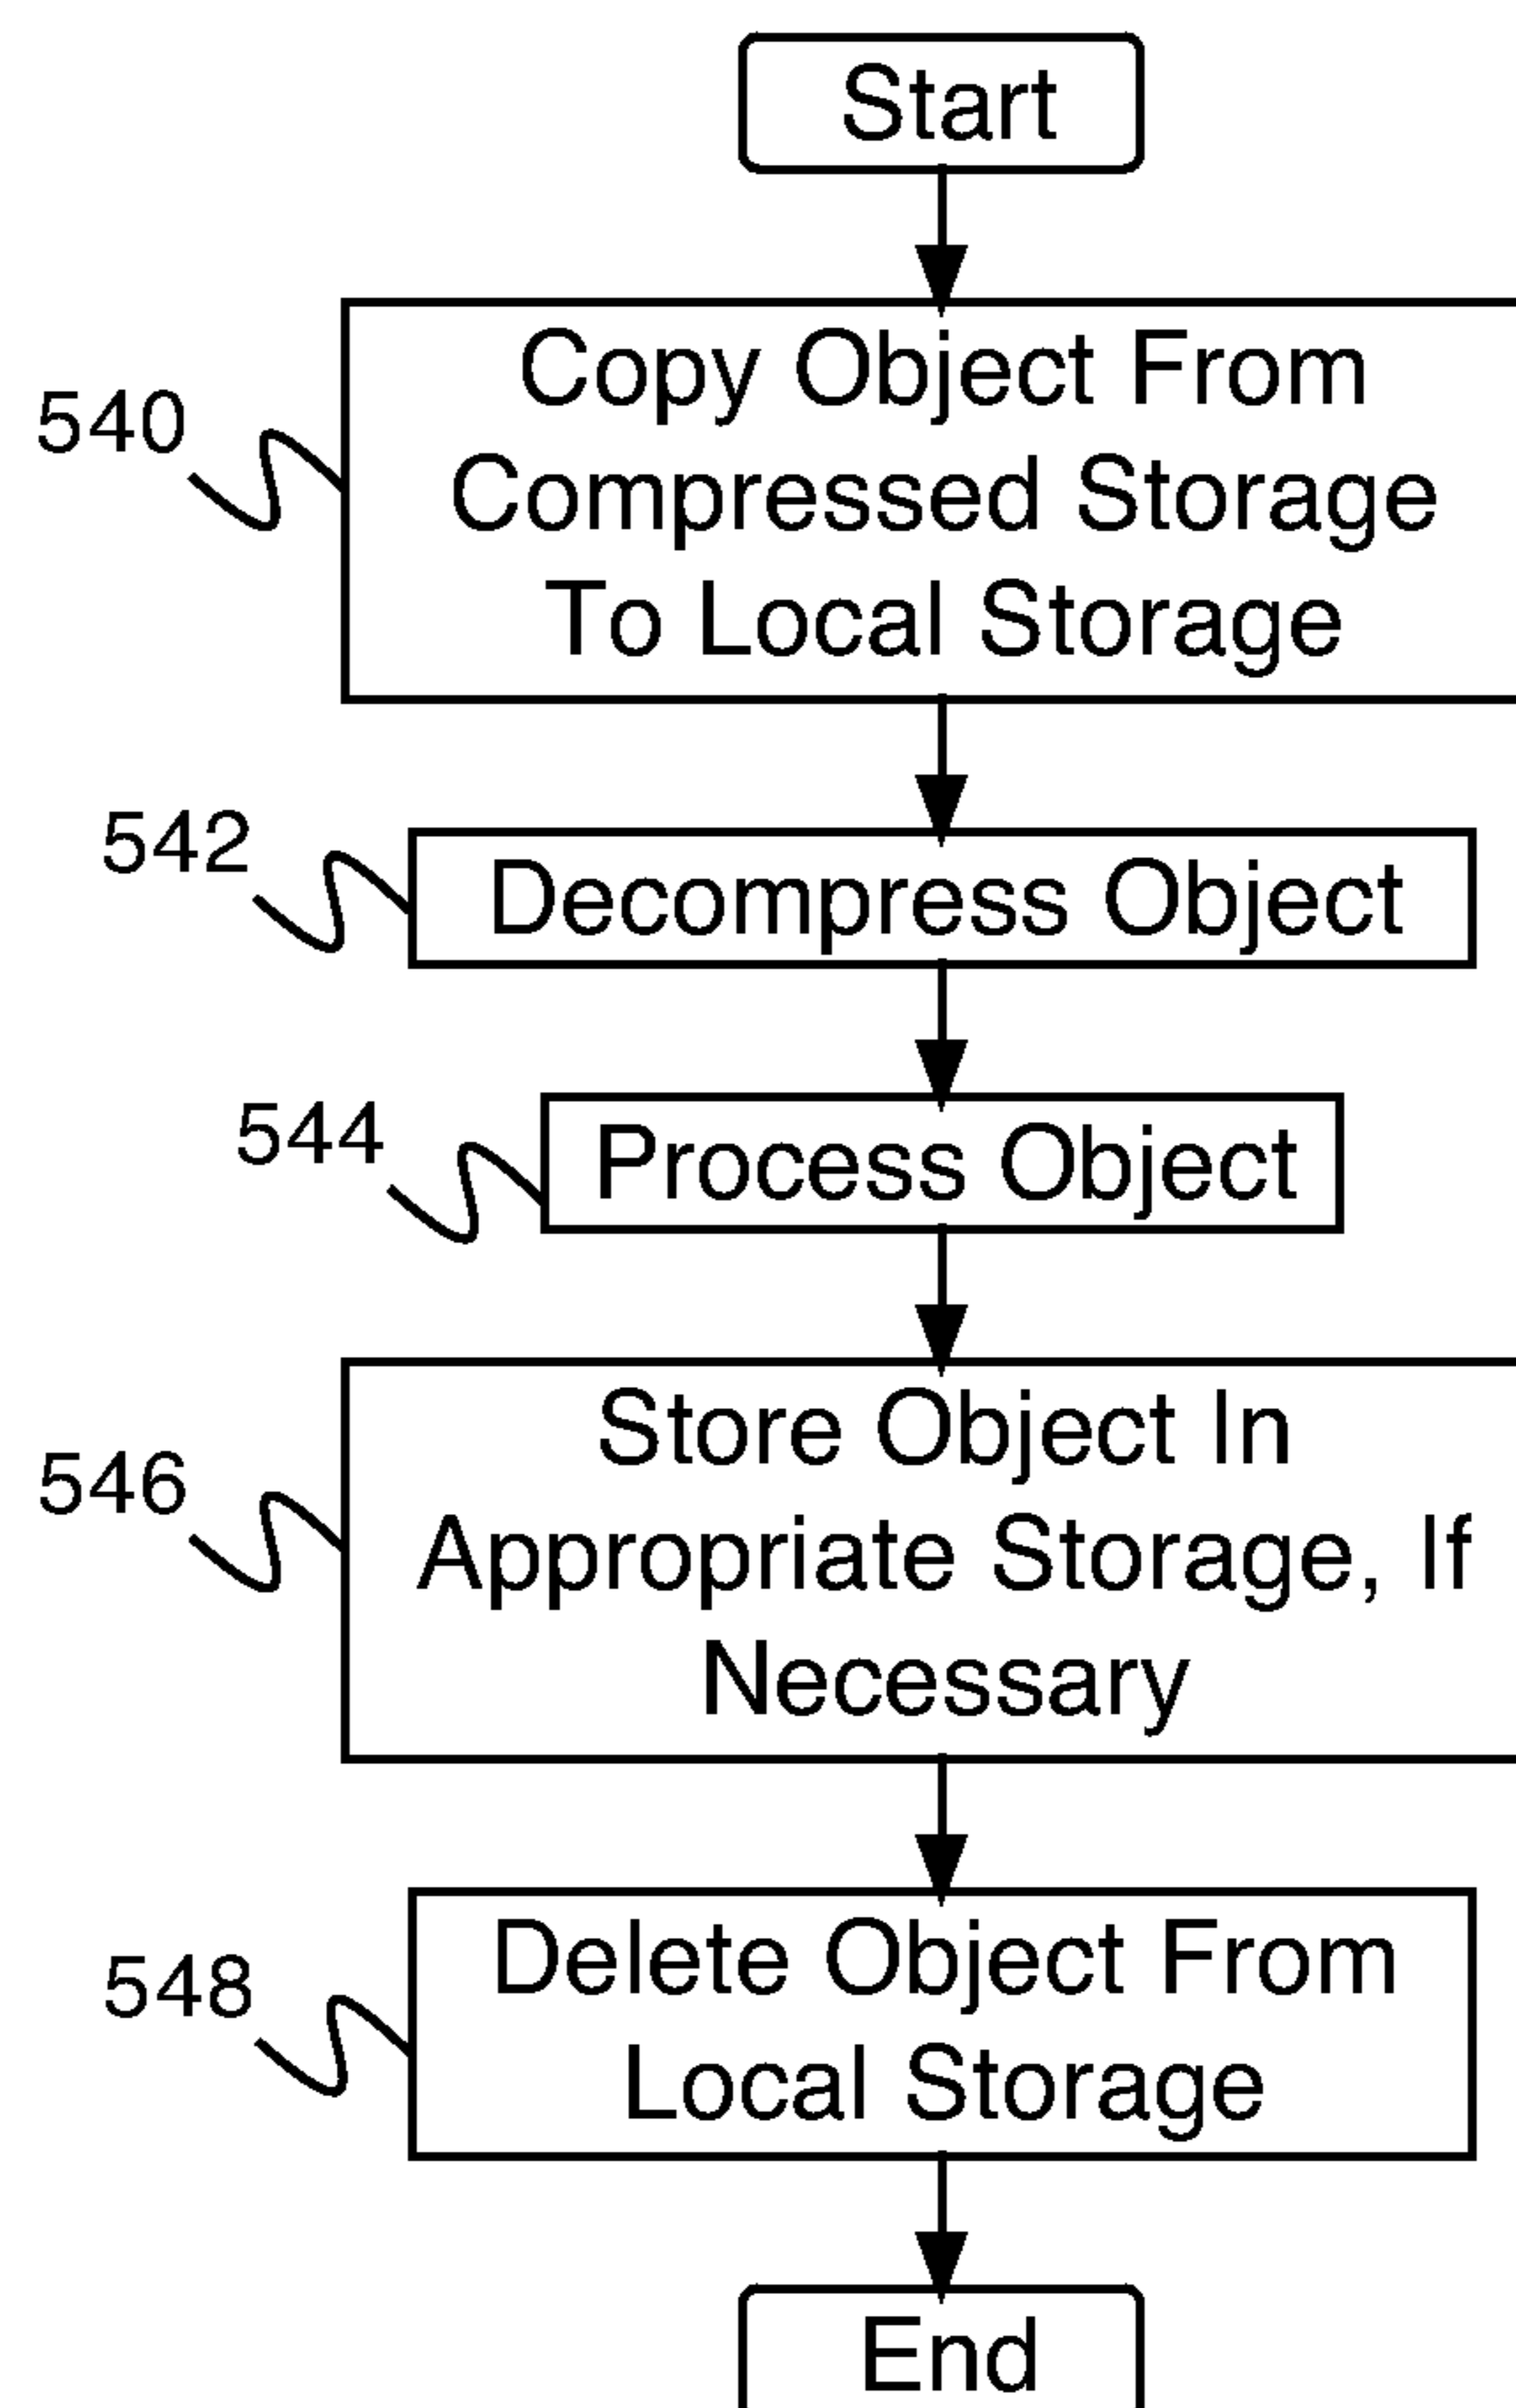 Start
540
Copy Object From
Compressed Storage
To Local Storage
542
Decompress Object
544
Process Object
546
Store Object In
Appropriate Storage, If
Necessary
548
Delete Object From
Local Storage
End